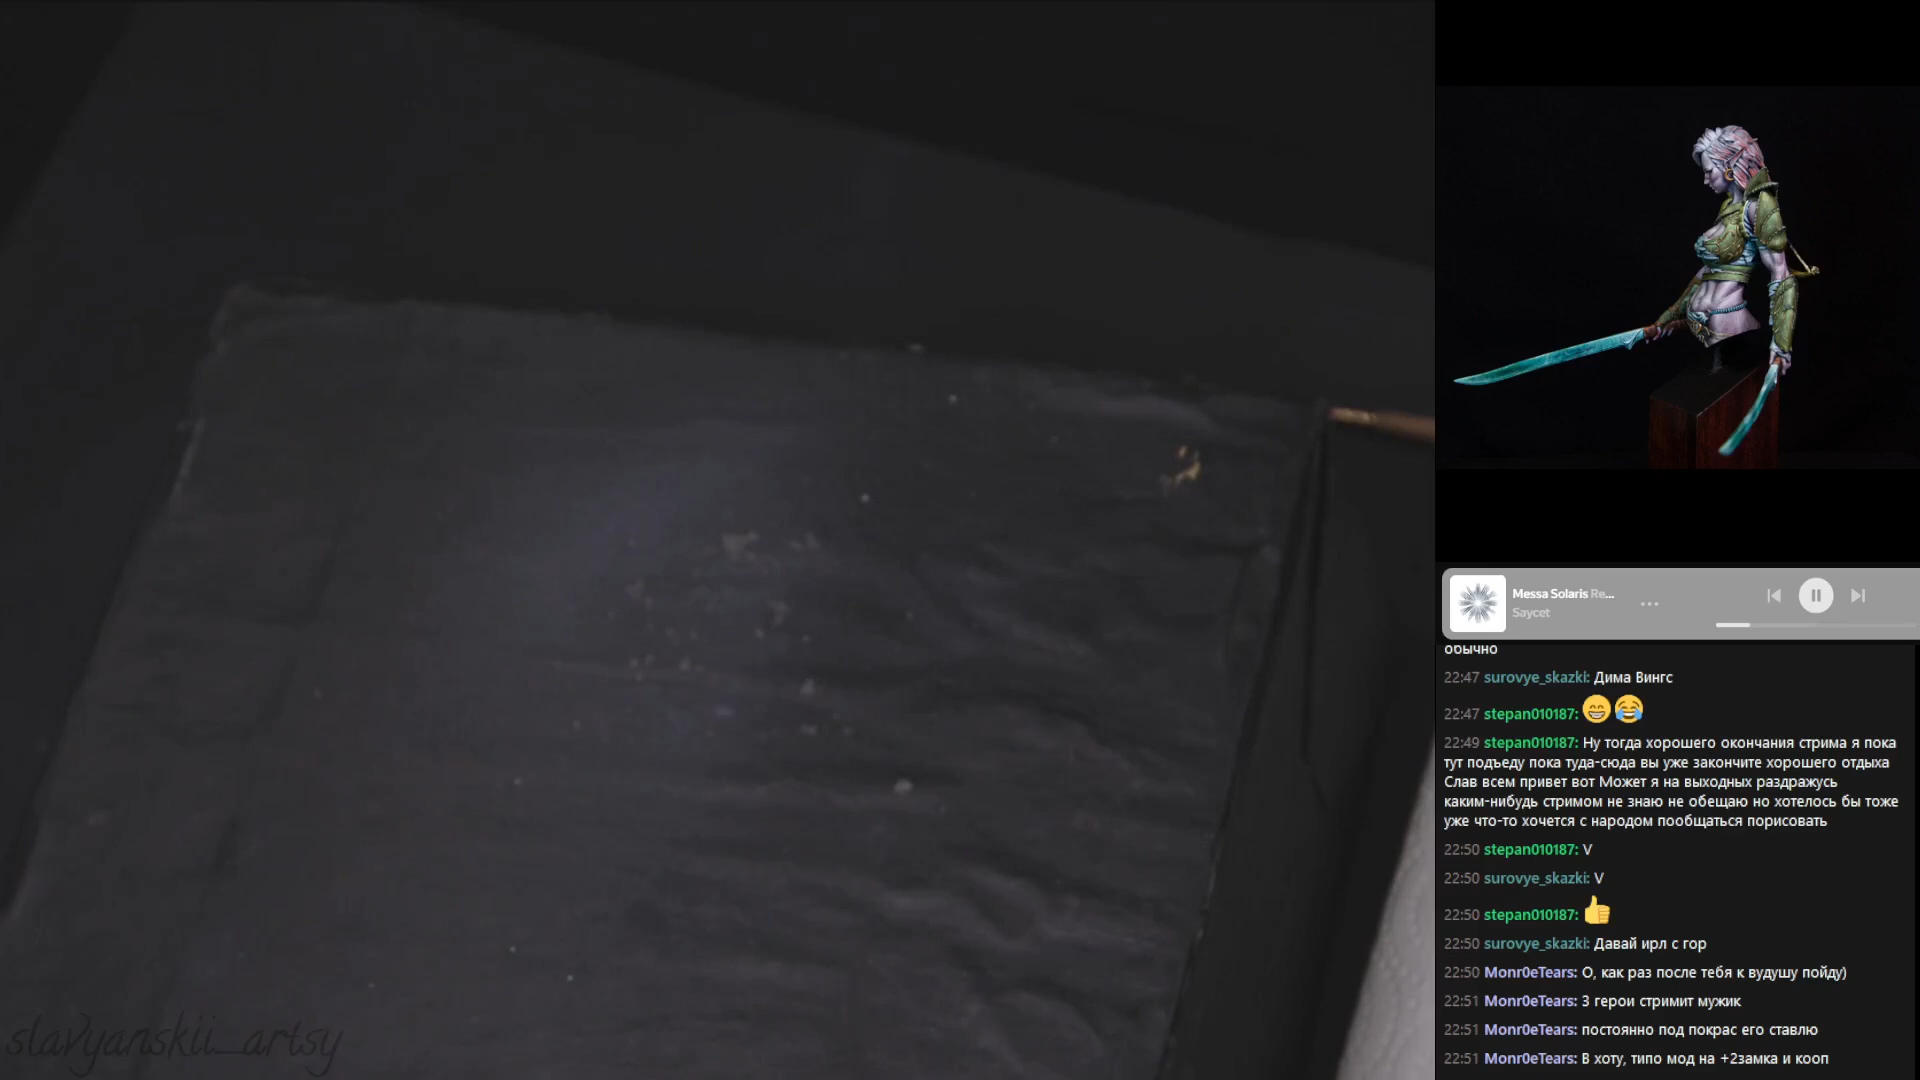 Messa Solaris Re...
Saycet
обычно
22:47 surovye_skazki: Дима Вингс
22:47 stepan010187: 😁 😂
22:49 stepan010187: Ну тогда хорошего окончания стрима я пока
тут подъеду пока туда-сюда вы уже закончите хорошего отдыха
Слав всем привет вот Может я на выходных раздражусь
каким-нибудь стримом не знаю не обещаю но хотелось бы тоже
уже что-то хочется с народом пообщаться порисовать
22:50 stepan010187: V
22:50 surovye_skazki: V
22:50 stepan010187: 👍
22:50 surovye_skazki: Давай ирл с гор
22:50 Monr0eTears: О, как раз после тебя к вудушу пойду)
22:51 Monr0eTears: 3 герои стримит мужик
22:51 Monr0eTears: постоянно под покрас его ставлю
22:51 Monr0eTears: В хоту, типо мод на +2замка и кооп
slavyanskii_artsy